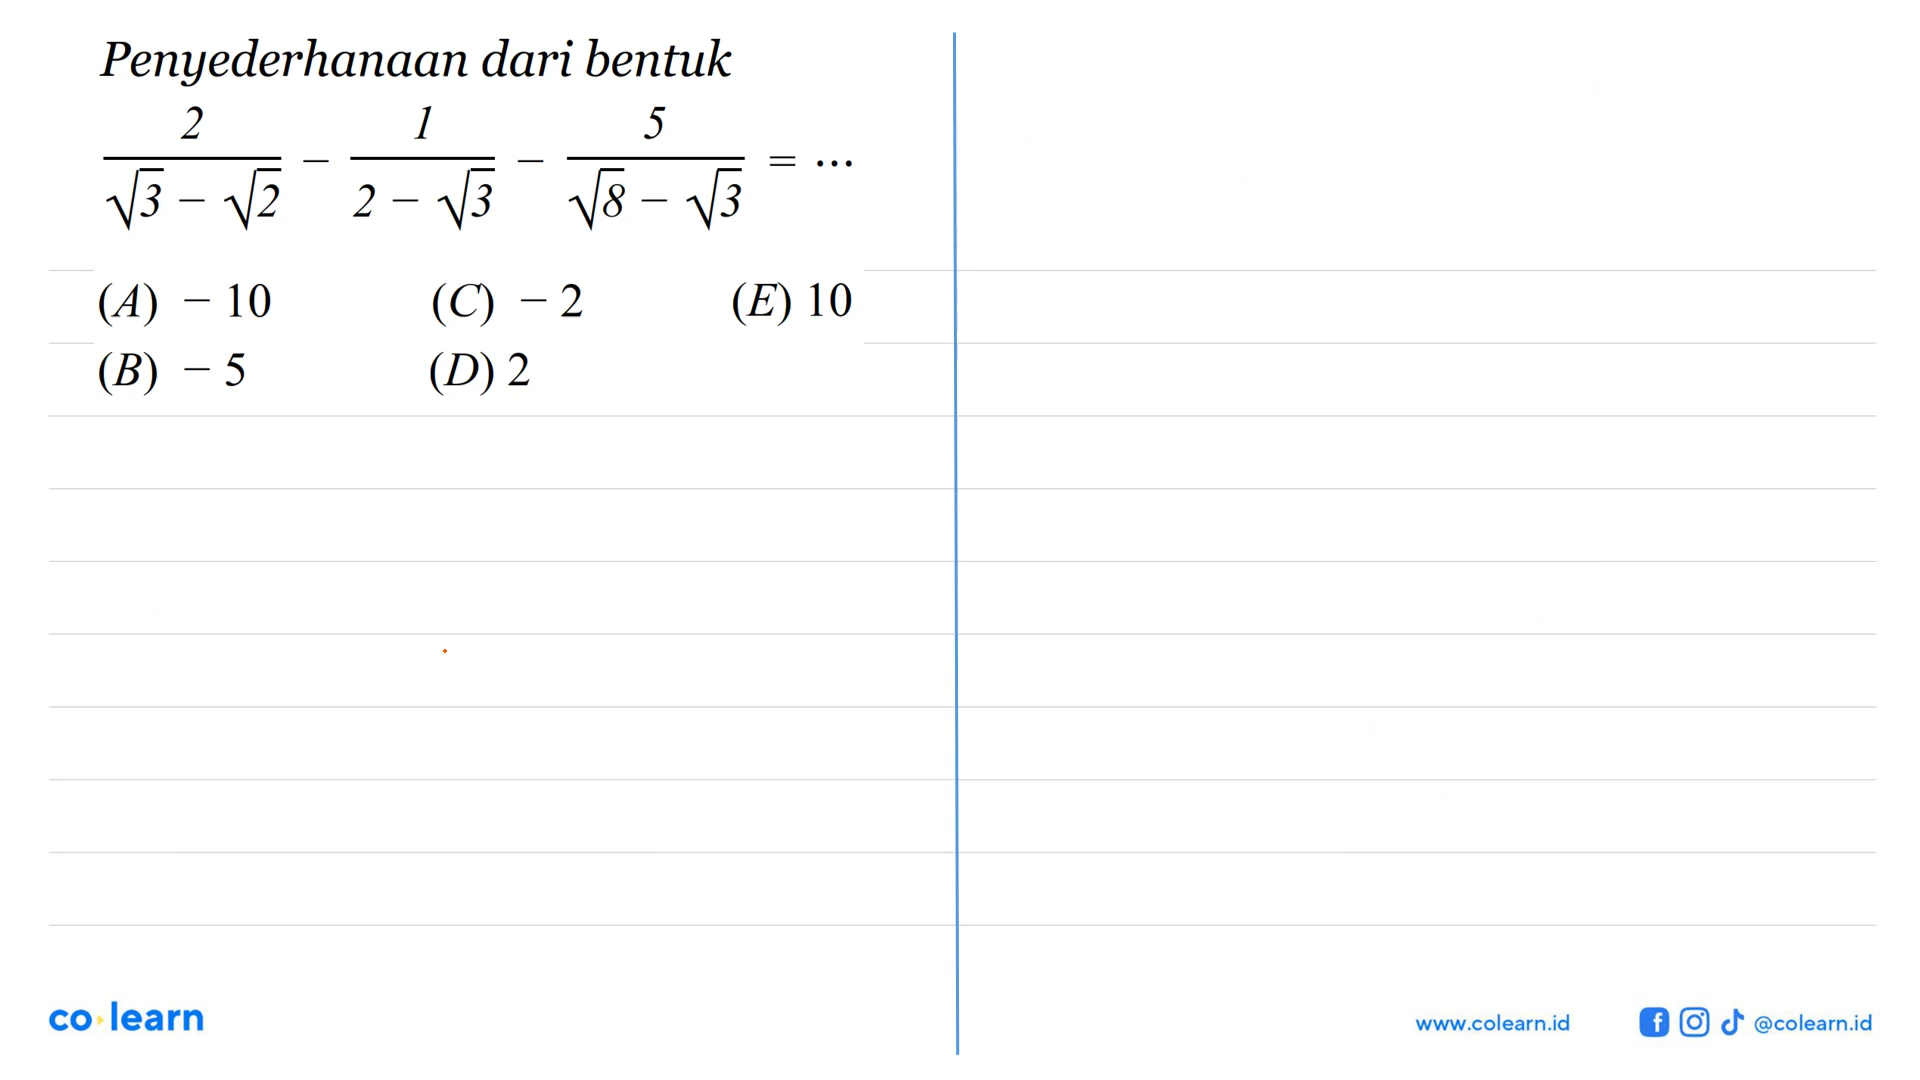 Penyederhanaan dari bentuk
2/(√3 − √2) − 1/(2 − √3) − 5/(√8 − √3) = ...
(A) − 10 (C) − 2 (E) 10
(B) − 5 (D) 2
co learn
www.colearn.id @colearn.id